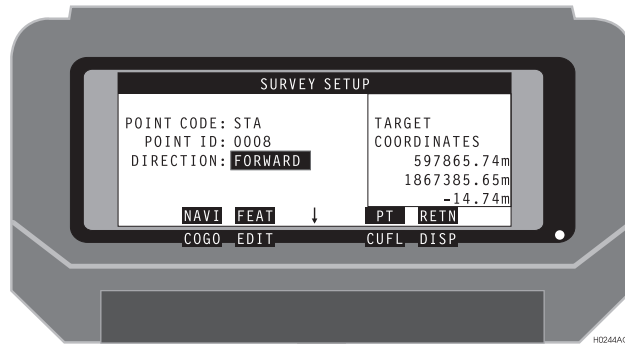 SURVEY SETUP
POINT CODE: STA
POINT ID: 0008
DIRECTION: FORWARD
TARGET
COORDINATES
597865.74m
1867385.65m
-14.74m
NAVI FEAT ↓ PT RETN
COGO EDIT CUFL DISP